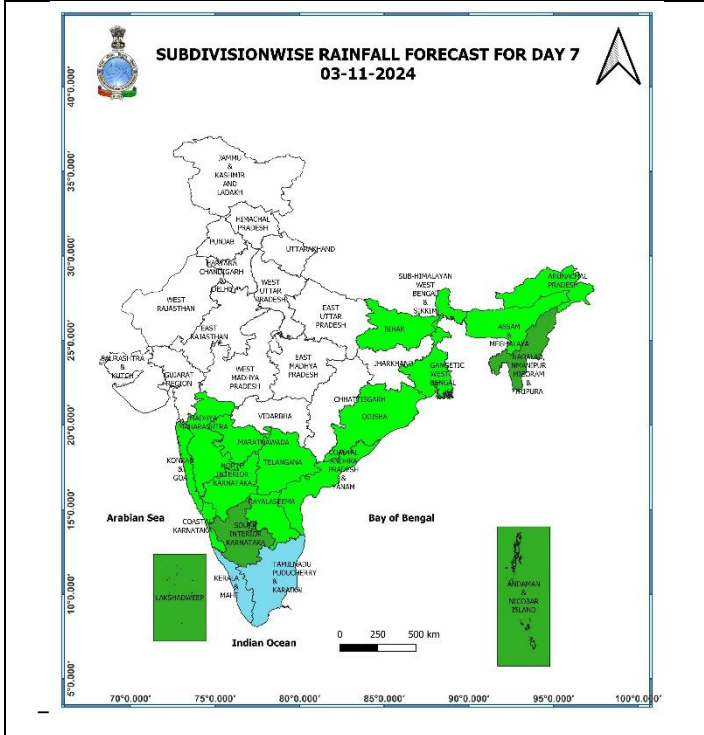 SUBDIVISIONWISE RAINFALL FORECAST FOR DAY 7
03-11-2024
40°0.000'
35°0.000'
30°0.000'
25°0.000'
20°0.000'
15°0.000'
10°0.000'
5°0.000'
JAMMU
&
KASHMIR
AND
LADAKH
HIMACHAL
PRADESH
PUNJAB
UTTARAKHAND
CHANDIGARH
&
DELHI
WEST
UTTAR
PRADESH
WEST
RAJASTHAN
EAST
RAJASTHAN
EAST
UTTAR
PRADESH
SUB-HIMALAYAN
WEST
BENGAL
&
SIKKIM
ARUNACHAL
PRADESH
ASSAM
&
MEGHALAYA
NAGALAND
MANIPUR
MIZORAM
&
TRIPURA
BIHAR
JHARKHAND
GANGETIC
WEST
BENGAL
SAURASHTRA
&
KUTCH
GUJARAT
REGION
WEST
MADHYA
PRADESH
EAST
MADHYA
PRADESH
CHHATTISGARH
ODISHA
VIDARBHA
MADHYA
MAHARASHTRA
MARATHWADA
TELANGANA
KONKAN
&
GOA
NORTH
INTERIOR
KARNATAKA
COASTAL
ANDHRA
PRADESH
&
YANAM
RAYALASEEMA
COASTAL
KARNATAKA
SOUTH
INTERIOR
KARNATAKA
Arabian Sea
Bay of Bengal
TAMILNADU
PUDUCHERRY
&
KARAIKAL
KERALA
&
MAHE
LAKSHADWEEP
ANDAMAN
&
NICOBAR
ISLAND
Indian Ocean
0 250 500 km
70°0.000' 75°0.000' 80°0.000' 85°0.000' 90°0.000' 95°0.000' 100°0.000'